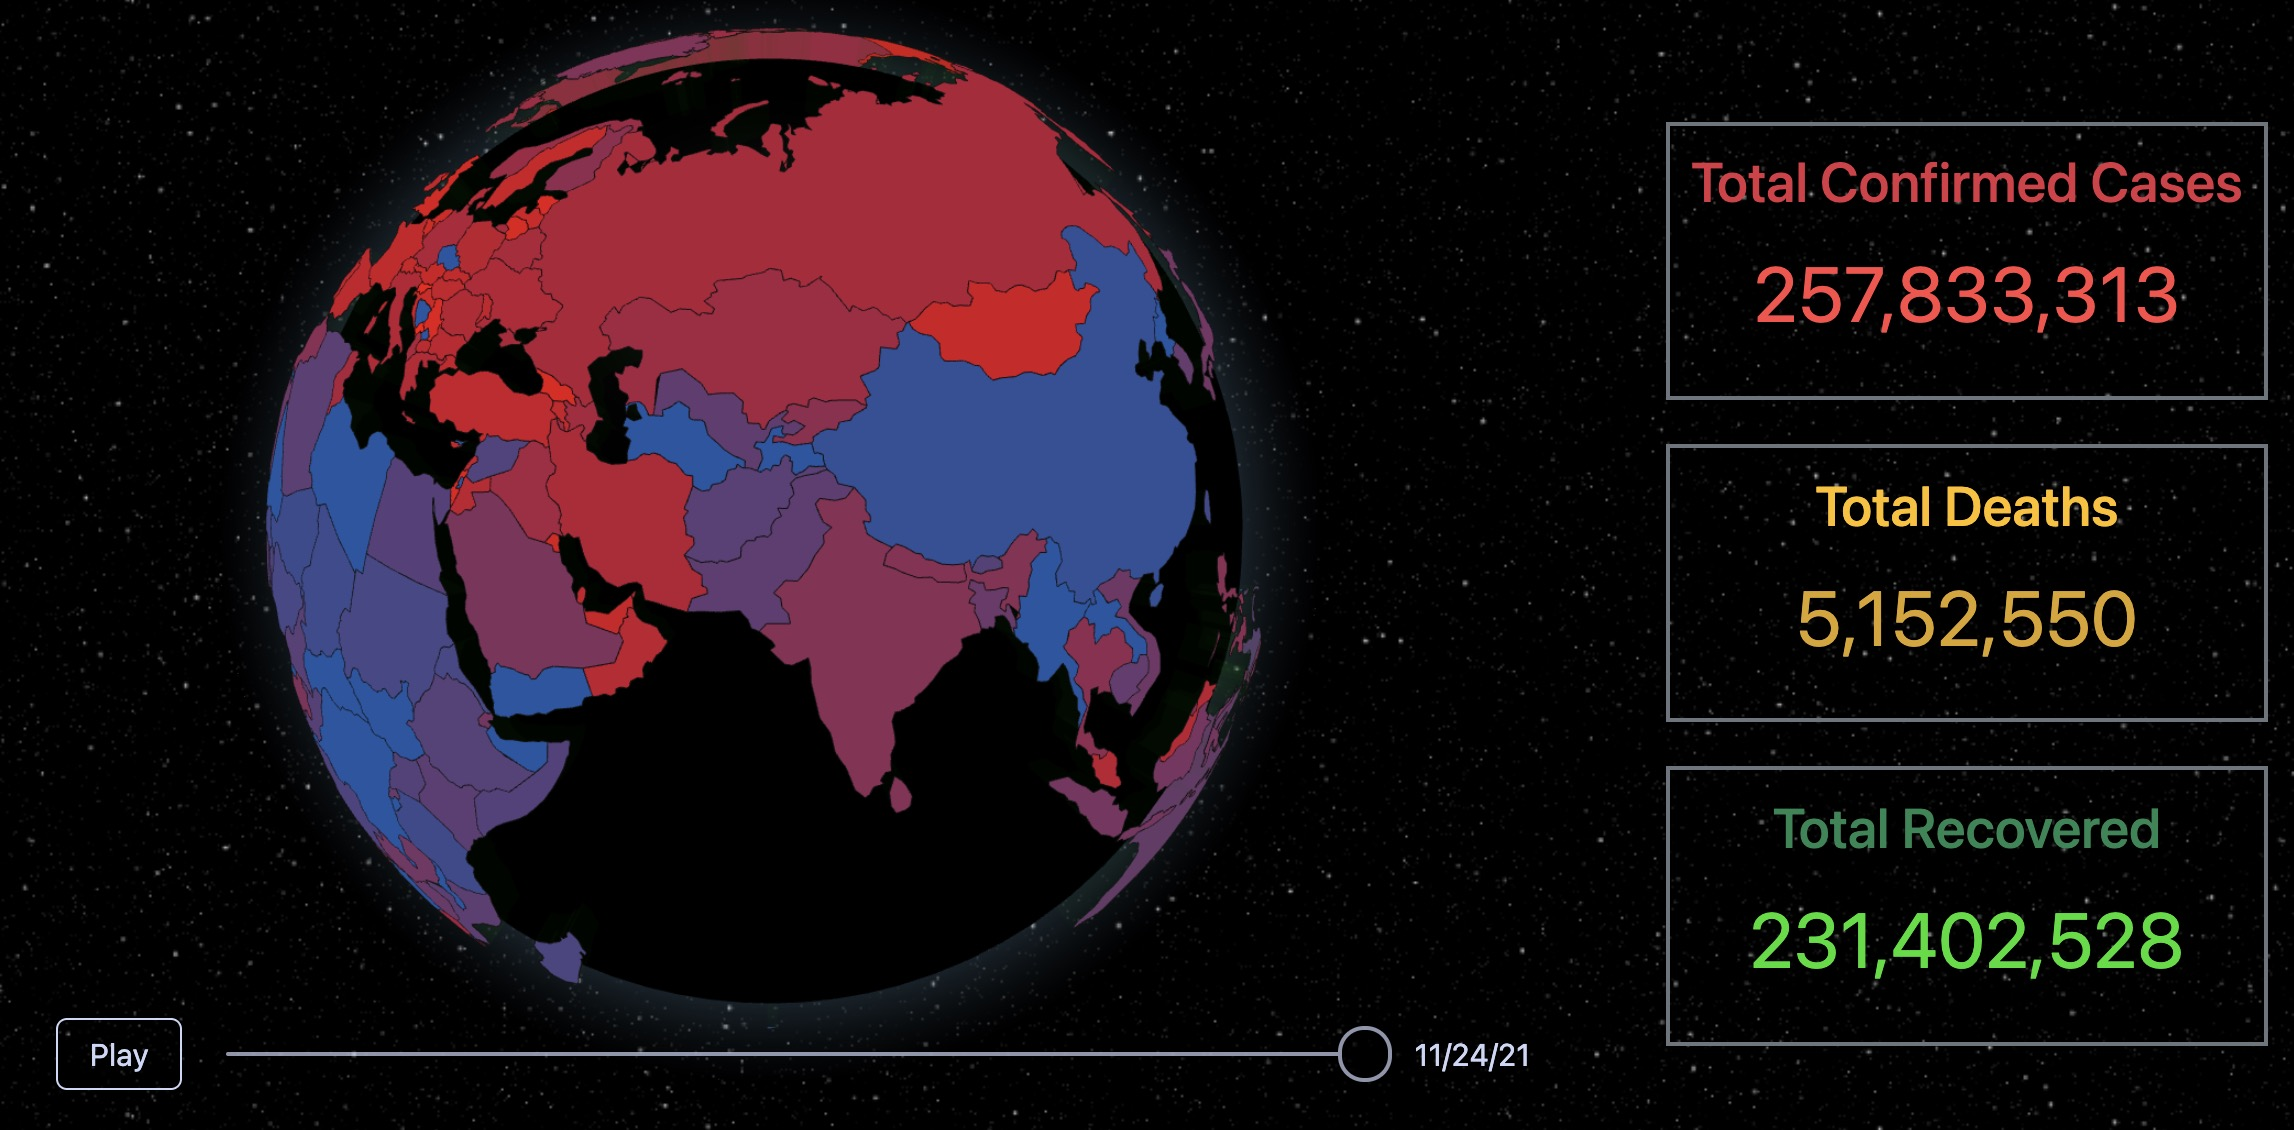 Total Confirmed Cases
257,833,313
Total Deaths
5,152,550
Total Recovered
231,402,528
Play
11/24/21